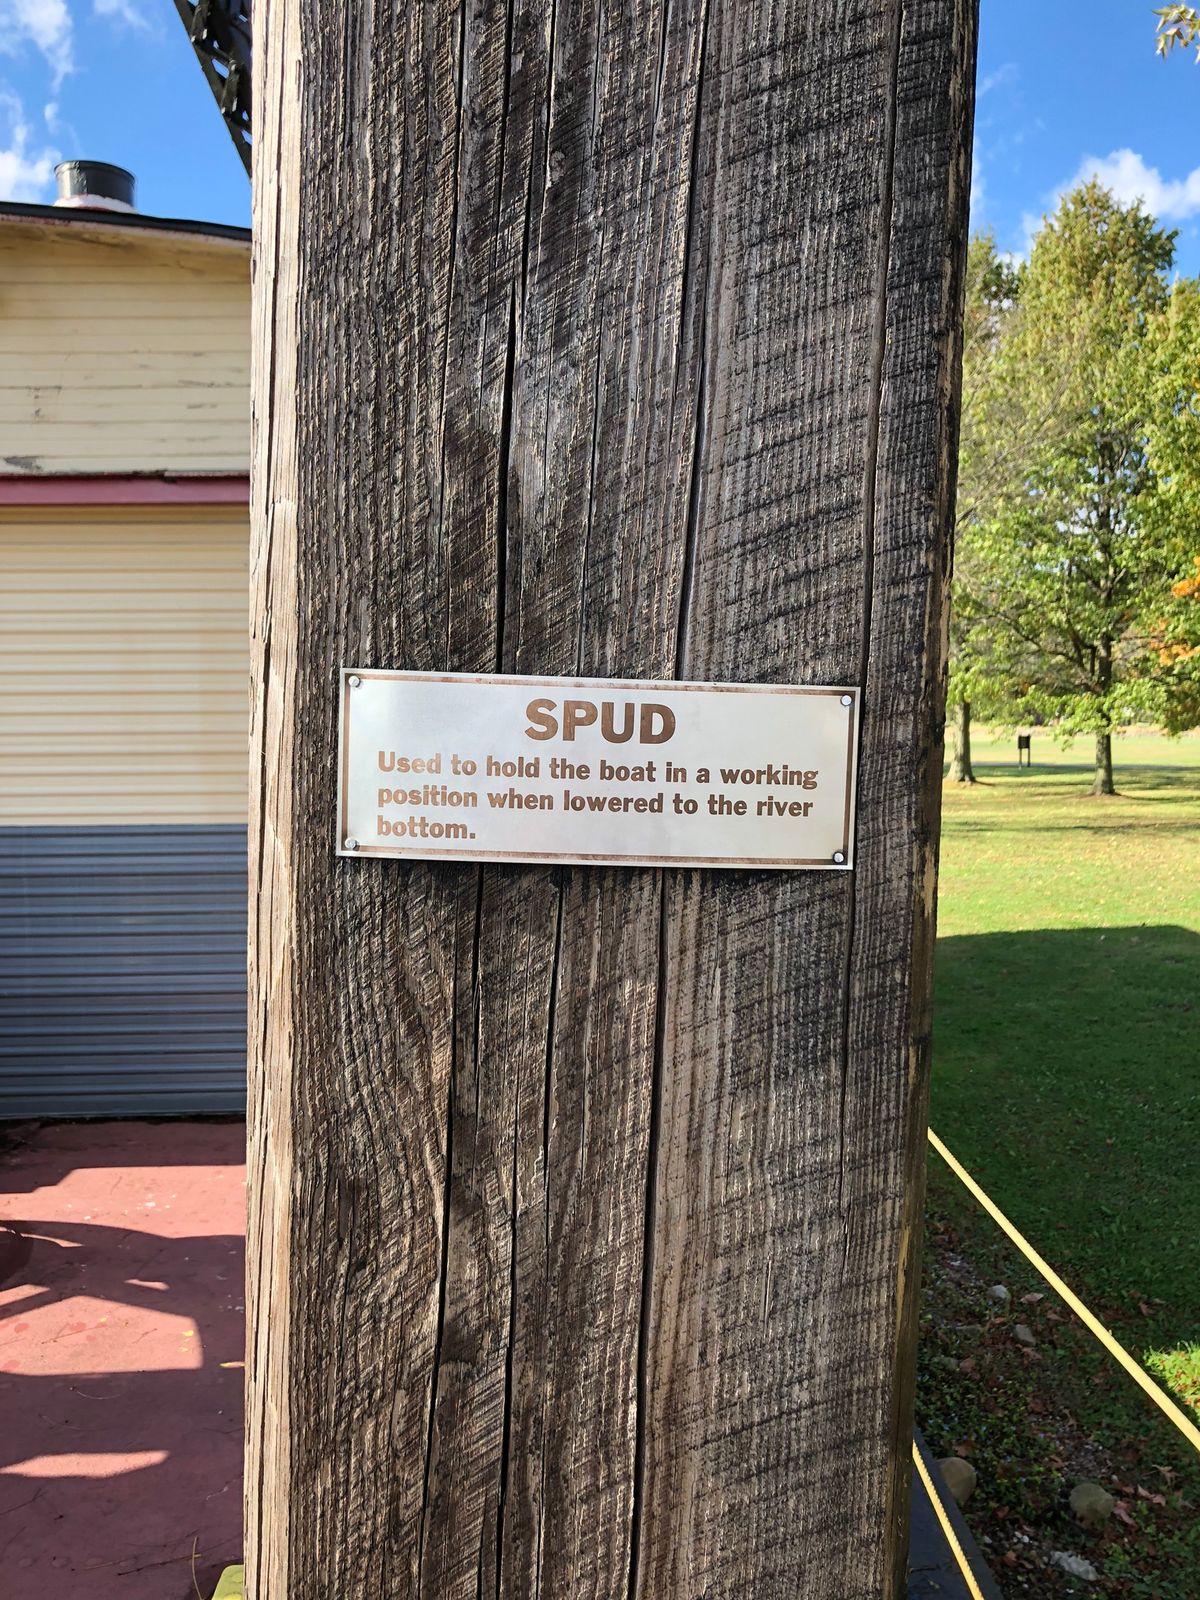 SPUD
Used to hold the boat in a working
position when lowered to the river
bottom.